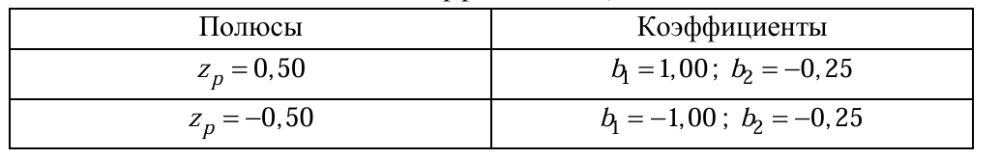 Полюсы Коэффициенты
z_p = 0,50 b_1 = 1,00 ; b_2 = −0,25
z_p = −0,50 b_1 = −1,00 ; b_2 = −0,25